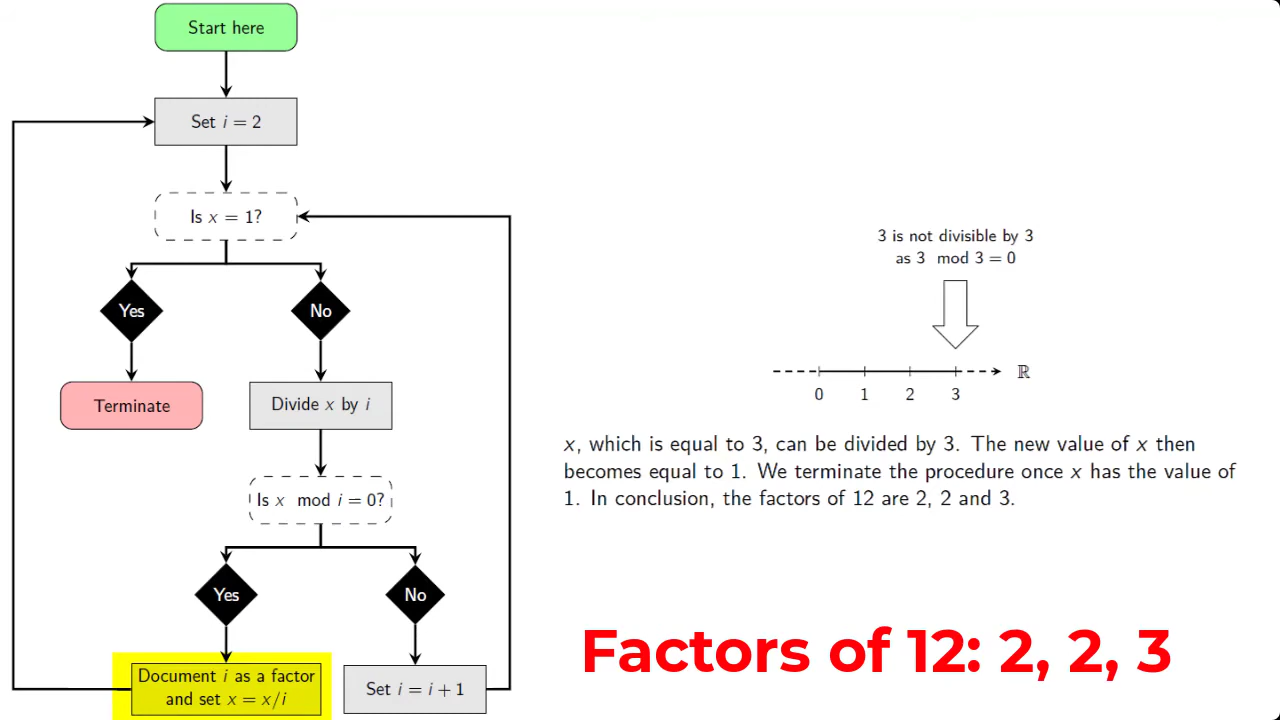 Start here
Set i = 2
Is x = 1?
Yes
No
Terminate
Divide x by i
Is x mod i = 0?
Yes
No
Document i as a factor
and set x = x/i
Set i = i + 1
3 is not divisible by 3
as 3 mod 3 = 0
0 1 2 3 ℝ
x, which is equal to 3, can be divided by 3. The new value of x then
becomes equal to 1. We terminate the procedure once x has the value of
1. In conclusion, the factors of 12 are 2, 2 and 3.
Factors of 12: 2, 2, 3